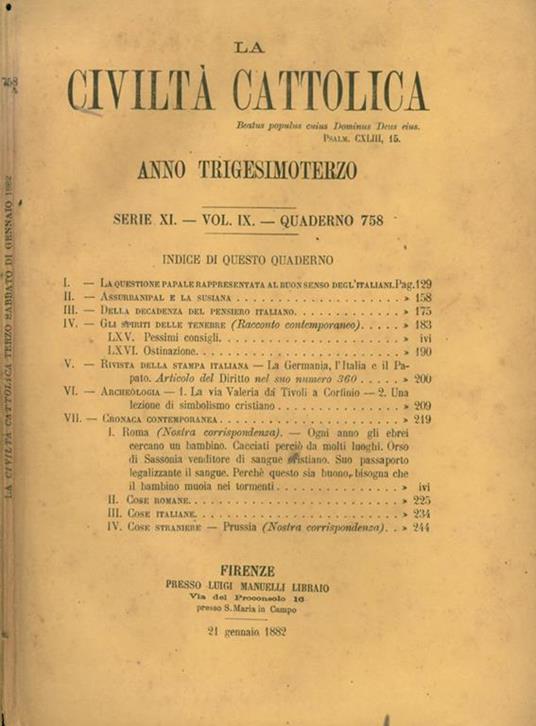 LA
CIVILTÀ CATTOLICA
Beatus populus cuius Dominus Deus eius.
PSALM. CXLIII, 15.
ANNO TRIGESIMOTERZO
SERIE XI. — VOL. IX. — QUADERNO 758
INDICE DI QUESTO QUADERNO
I. — LA QUESTIONE PAPALE RAPPRESENTATA AL BUON SENSO DEGL'ITALIANI. Pag. 129
II. — ASSURBANIPAL E LA SUSIANA . . . » 158
III. — DELLA DECADENZA DEL PENSIERO ITALIANO. . . . » 175
IV. — GLI SPIRITI DELLE TENEBRE (Racconto contemporaneo). . . . » 183
LXV. Pessimi consigli. . . . » ivi
LXVI. Ostinazione. . . . » 190
V. — RIVISTA DELLA STAMPA ITALIANA — La Germania, l'Italia e il Pa-
pato. Articolo del Diritto nel suo numero 360 . . . » 200
VI. — ARCHEOLOGIA — 1. La via Valeria da Tivoli a Corfinio — 2. Una
lezione di simbolismo cristiano . . . » 209
VII. — CRONACA CONTEMPORANEA . . . » 219
I. Roma (Nostra corrispondenza). — Ogni anno gli ebrei
cercano un bambino. Cacciati perciò da molti luoghi. Orso
di Sassonia venditore di sangue cristiano. Suo passaporto
legalizzante il sangue. Perchè questo sia buono, bisogna che
il bambino muoia nei tormenti . . . » ivi
II. COSE ROMANE. . . . » 225
III. COSE ITALIANE. . . . » 234
IV. COSE STRANIERE — Prussia (Nostra corrispondenza). . . » 244
FIRENZE
PRESSO LUIGI MANUELLI LIBRAIO
Via del Proconsolo 16
presso S. Maria in Campo
21 gennaio 1882
758
LA CIVILTÀ CATTOLICA TERZO SABBATO DI GENNAIO 1882